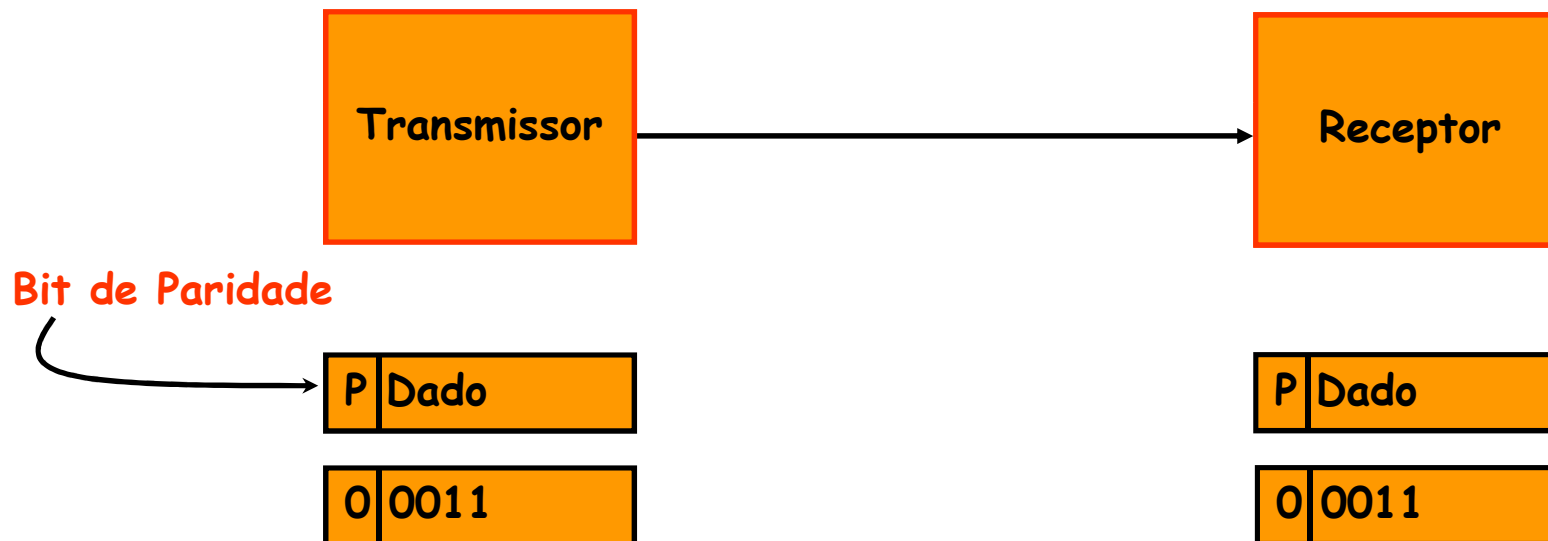 Transmissor
Receptor
Bit de Paridade
P Dado
P Dado
0 0011
0 0011